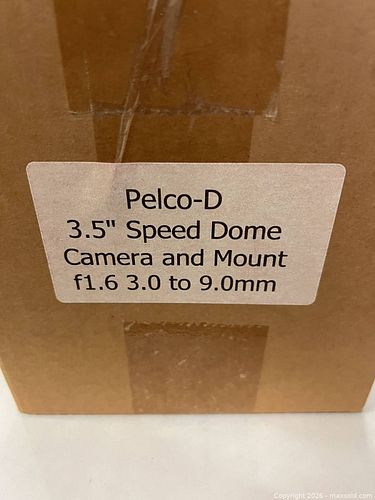 Pelco-D
3.5" Speed Dome
Camera and Mount
f1.6 3.0 to 9.0mm
Copyright 2026 - maxsold.com